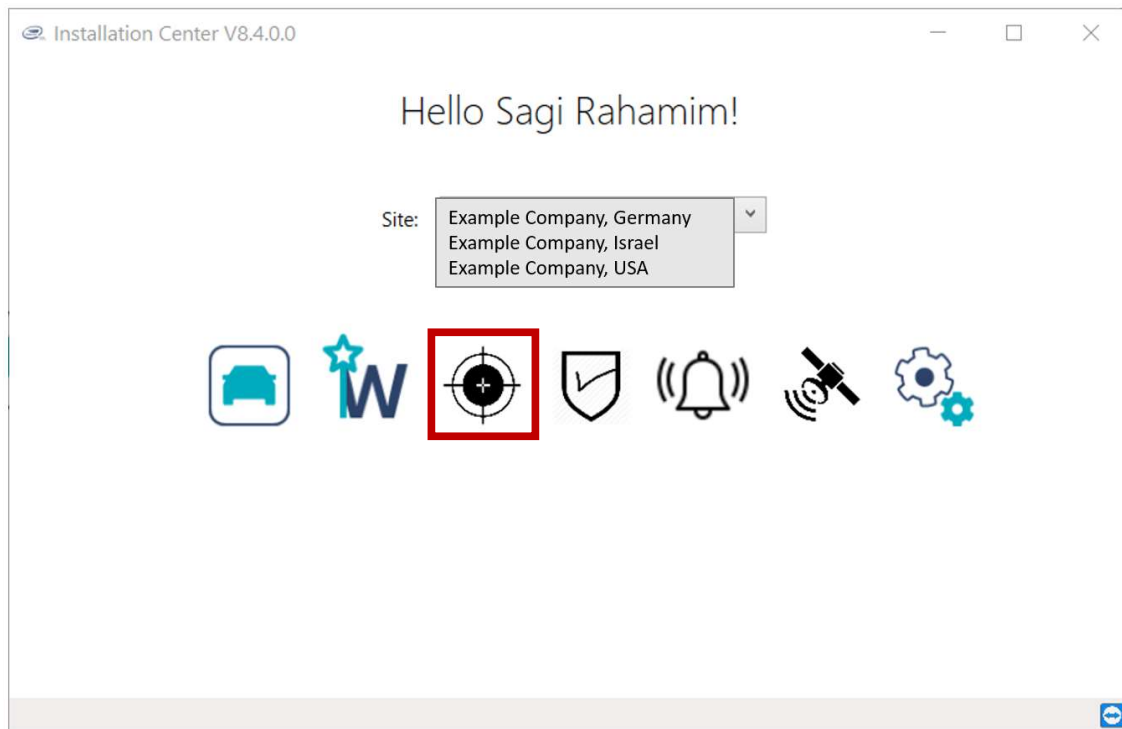 Installation Center V8.4.0.0
Hello Sagi Rahamim!
Site:
Example Company, Germany
Example Company, Israel
Example Company, USA
W